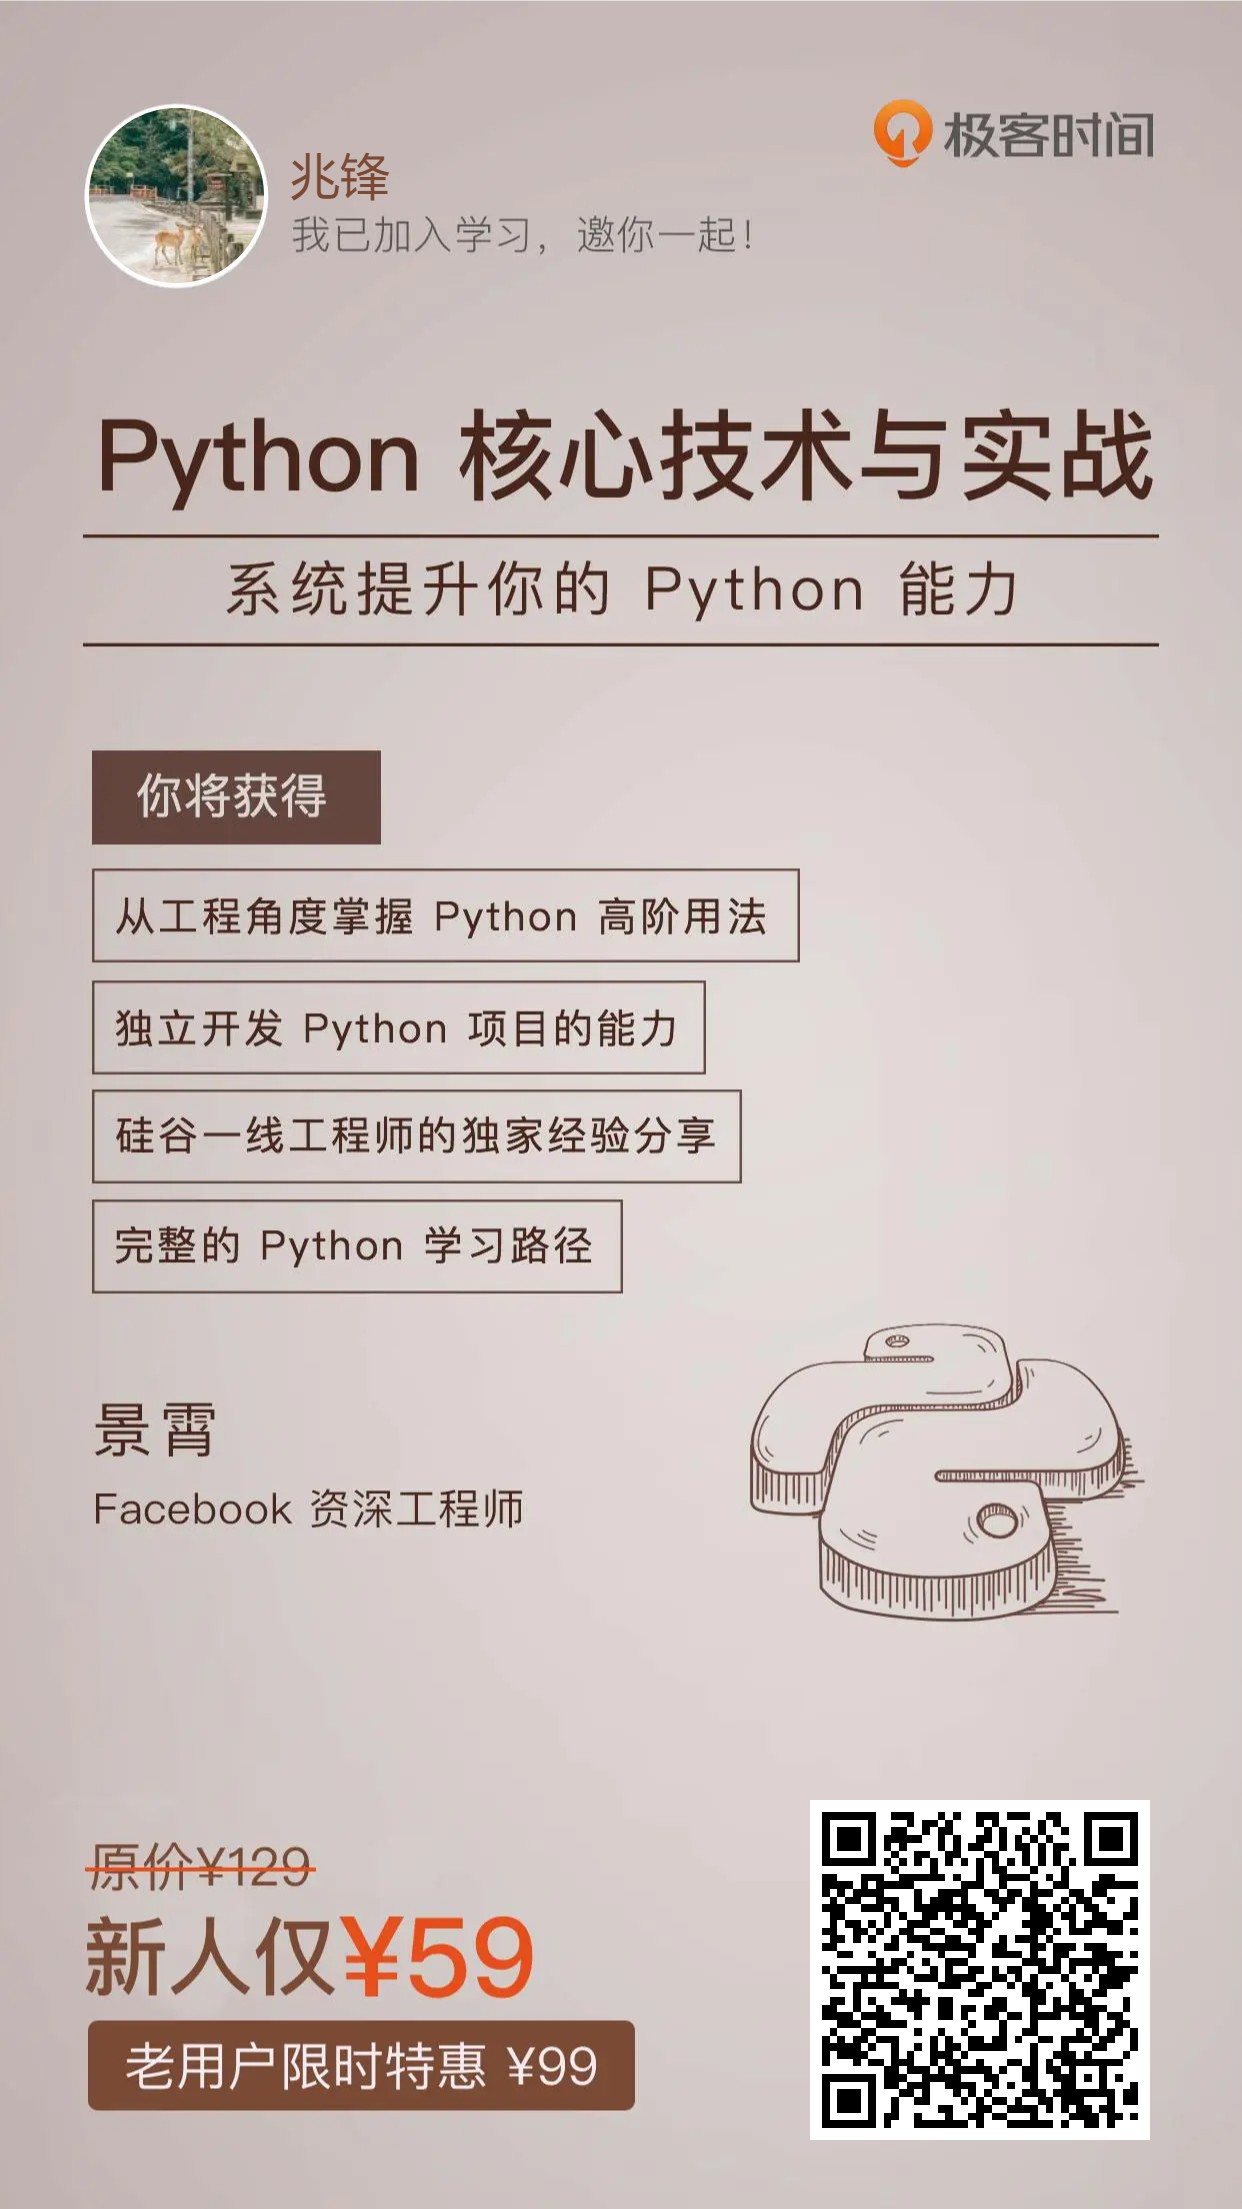 极客时间
兆锋
我已加入学习，邀你一起！
Python 核心技术与实战
系统提升你的 Python 能力
你将获得
从工程角度掌握 Python 高阶用法
独立开发 Python 项目的能力
硅谷一线工程师的独家经验分享
完整的 Python 学习路径
景霄
Facebook 资深工程师
原价¥129
新人仅¥59
老用户限时特惠 ¥99